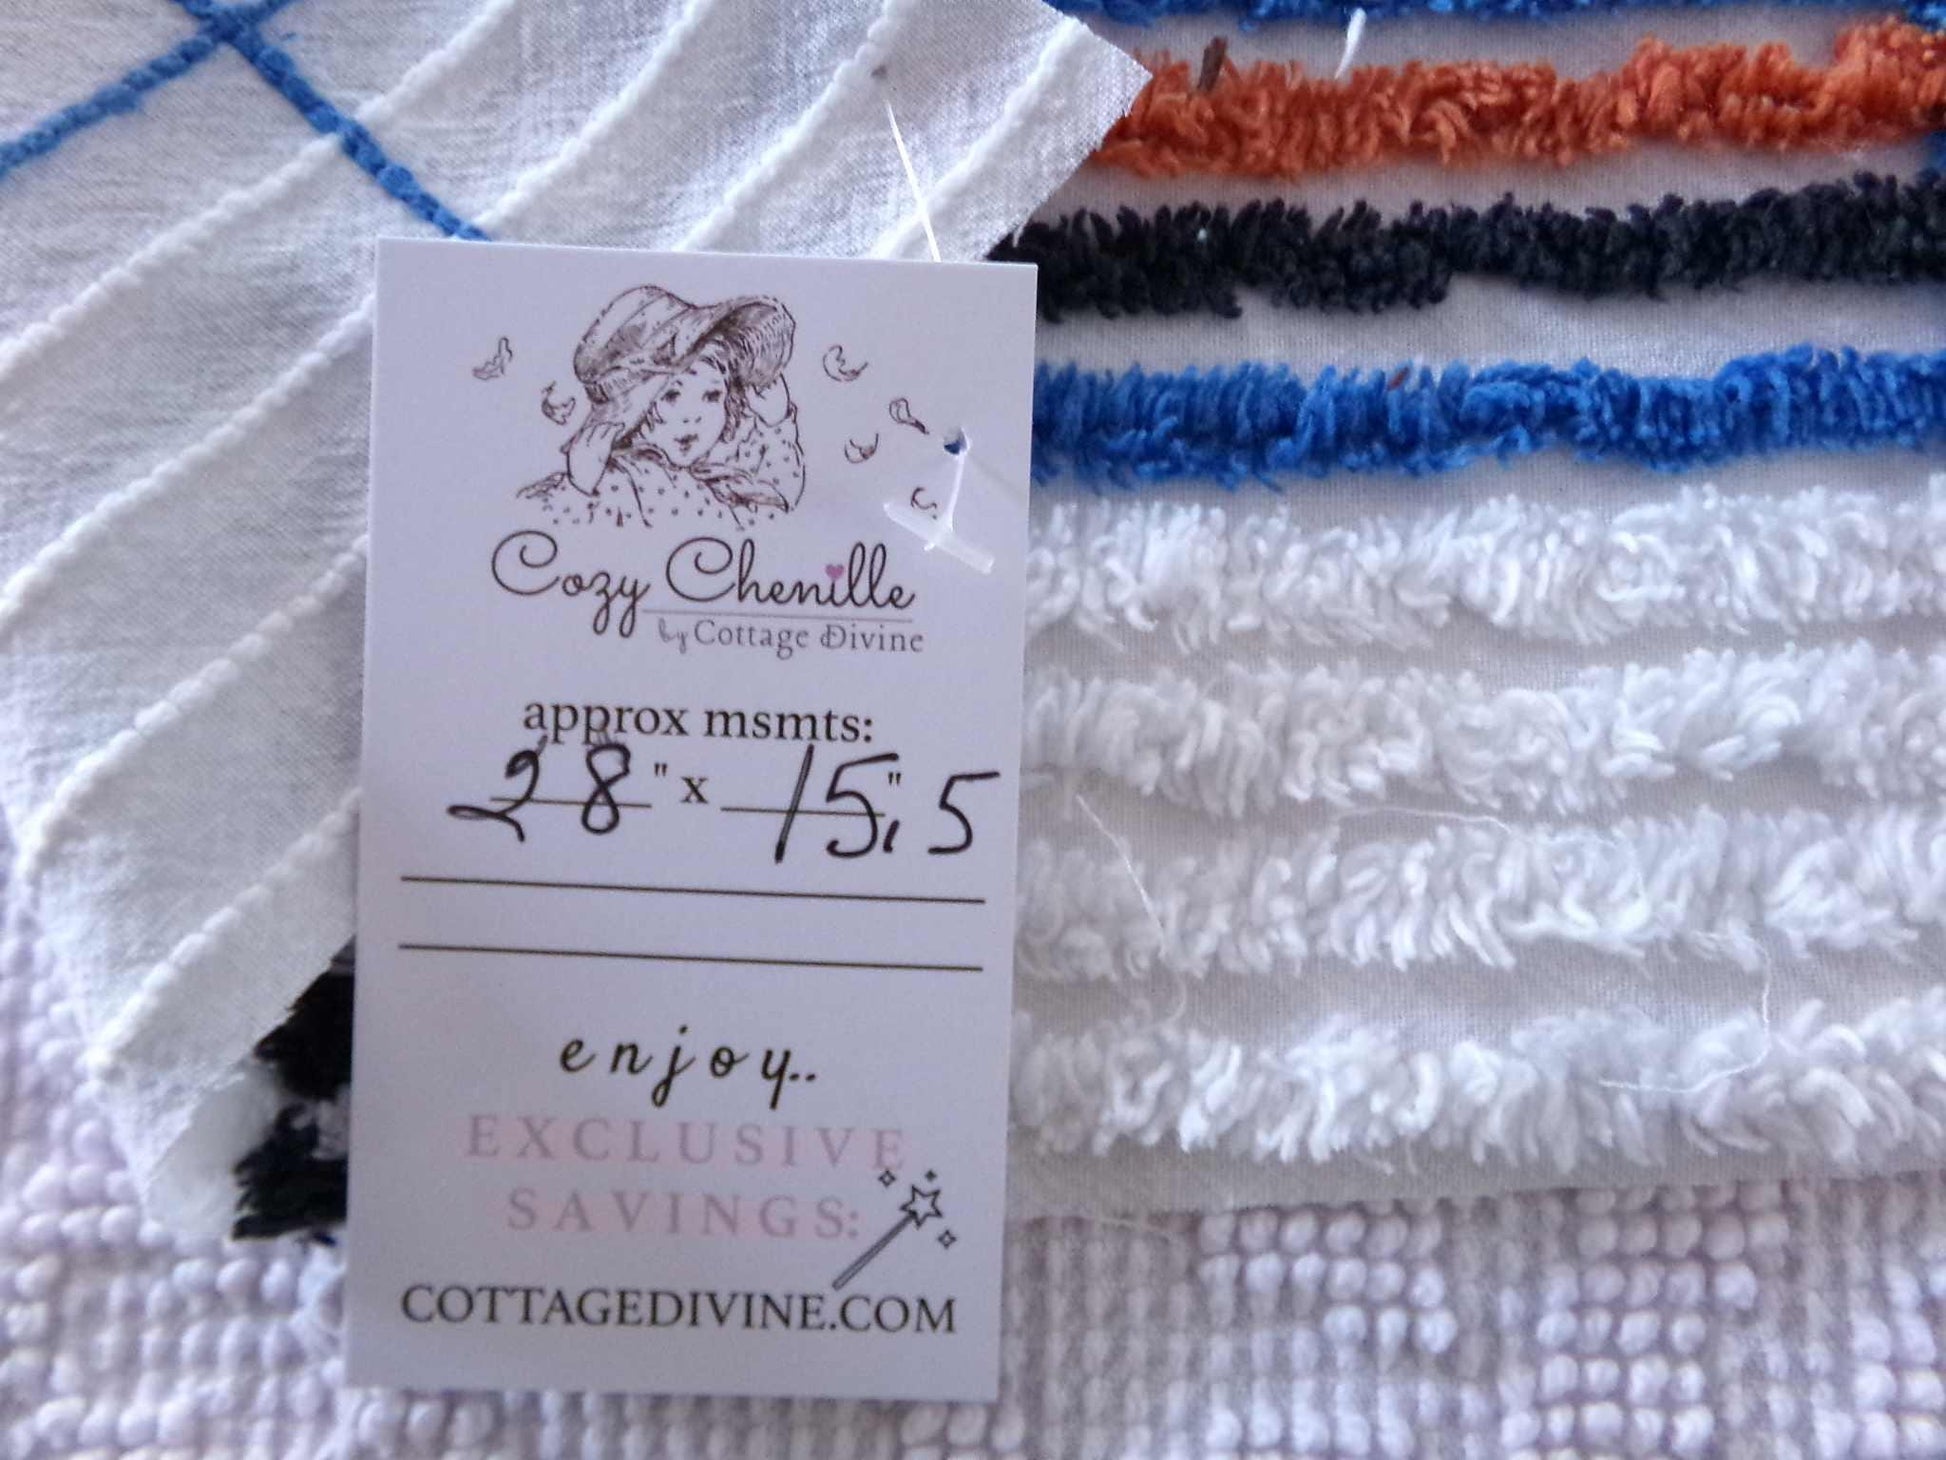 Cozy Chenille
by Cottage Divine
approx msmts:
28" x 15.5"
enjoy..
EXCLUSIVE
SAVINGS:
COTTAGEDIVINE.COM